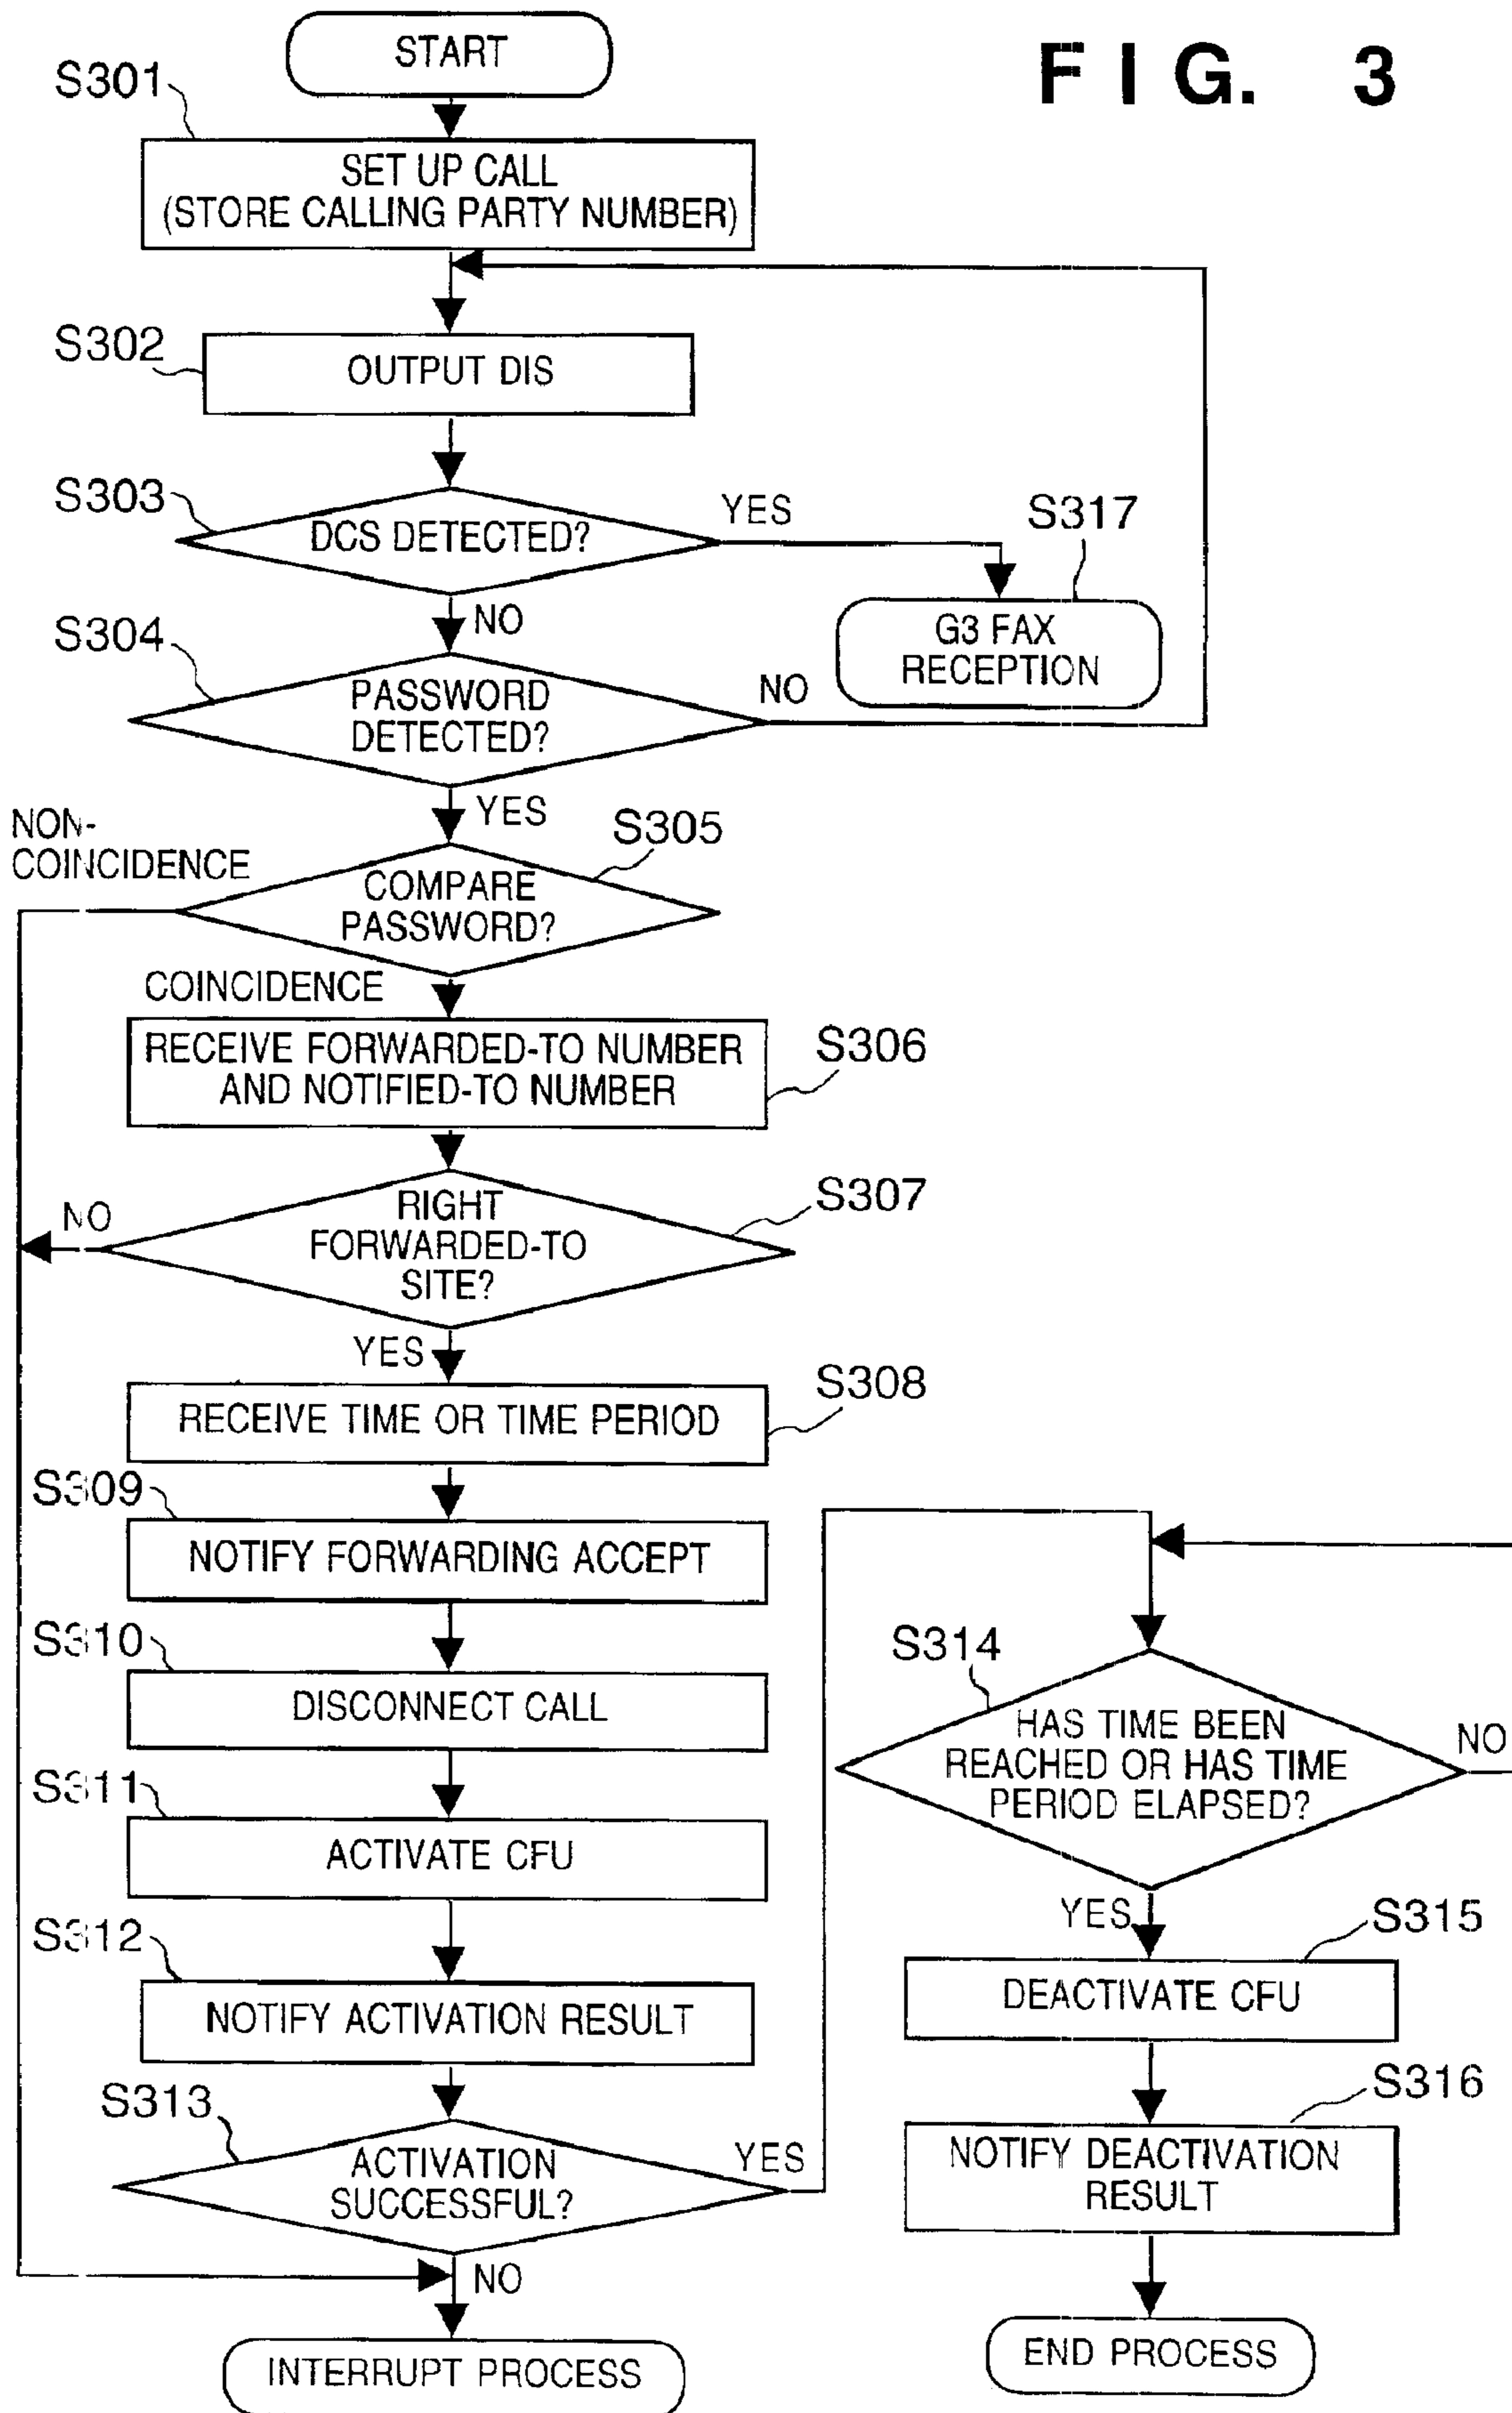 FIG. 3
START
S301
SET UP CALL
(STORE CALLING PARTY NUMBER)
S302
OUTPUT DIS
S303
DCS DETECTED?
YES
S317
G3 FAX
RECEPTION
NO
S304
PASSWORD
DETECTED?
NO
YES
NON-
COINCIDENCE
S305
COMPARE
PASSWORD?
COINCIDENCE
RECEIVE FORWARDED-TO NUMBER
AND NOTIFIED-TO NUMBER
S306
S307
RIGHT
FORWARDED-TO
SITE?
NO
YES
S308
RECEIVE TIME OR TIME PERIOD
S309
NOTIFY FORWARDING ACCEPT
S310
DISCONNECT CALL
S311
ACTIVATE CFU
S312
NOTIFY ACTIVATION RESULT
S313
ACTIVATION
SUCCESSFUL?
YES
NO
INTERRUPT PROCESS
S314
HAS TIME BEEN
REACHED OR HAS TIME
PERIOD ELAPSED?
NO
YES
S315
DEACTIVATE CFU
S316
NOTIFY DEACTIVATION
RESULT
END PROCESS